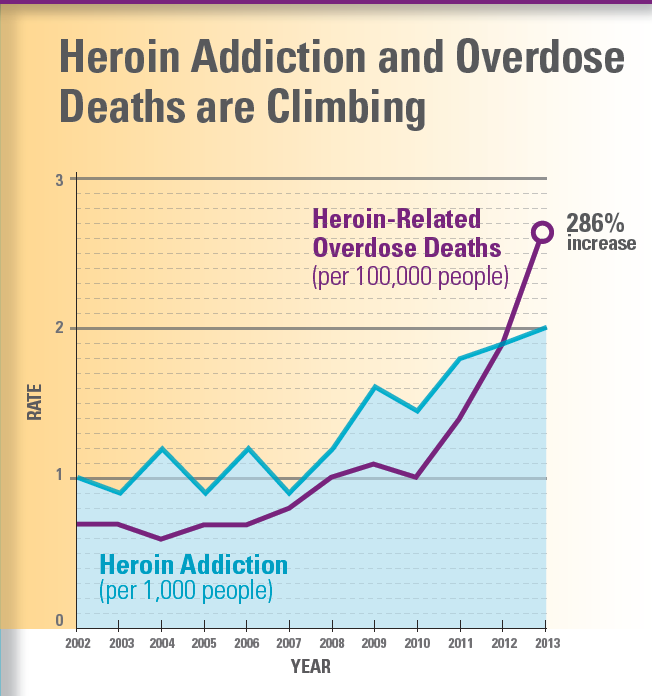 Heroin Addiction and Overdose
Deaths are Climbing
3
Heroin-Related
Overdose Deaths
(per 100,000 people)
286%
increase
2
RATE
1
Heroin Addiction
(per 1,000 people)
0
2002 2003 2004 2005 2006 2007 2008 2009 2010 2011 2012 2013
YEAR